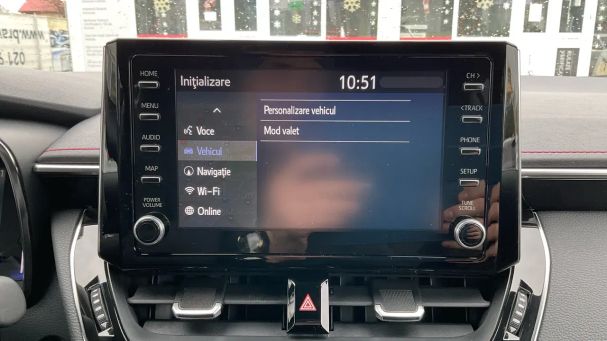 Inițializare
10:51
Voce
Vehicul
Navigație
Wi-Fi
Online
Personalizare vehicul
Mod valet
HOME
MENU
AUDIO
MAP
POWER
VOLUME
CH >
< TRACK
PHONE
SETUP
TUNE
SCROLL
021